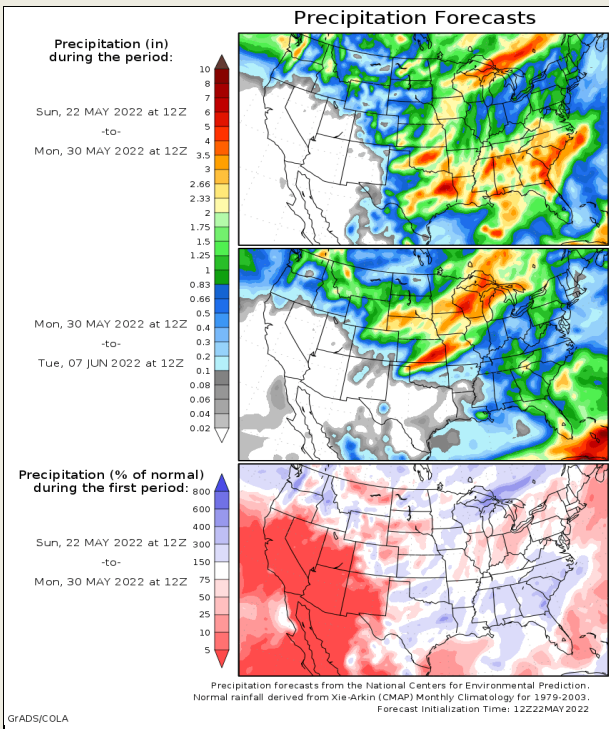 Precipitation Forecasts
Precipitation (in)
during the period:
Sun, 22 MAY 2022 at 12Z
-to-
Mon, 30 MAY 2022 at 12Z
10
8
7
6
5
4
3.5
3
2.66
2.33
2
1.75
1.5
1.25
1
0.83
0.66
0.5
0.4
0.3
0.2
0.1
0.08
0.06
0.04
0.02
Mon, 30 MAY 2022 at 12Z
-to-
Tue, 07 JUN 2022 at 12Z
Precipitation (% of normal)
during the first period:
Sun, 22 MAY 2022 at 12Z
-to-
Mon, 30 MAY 2022 at 12Z
800
600
400
300
150
75
50
25
10
5
Precipitation forecasts from the National Centers for Environmental Prediction.
Normal rainfall derived from Xie-Arkin (CMAP) Monthly Climatology for 1979-2003.
Forecast Initialization Time: 12Z22MAY2022
GrADS/COLA